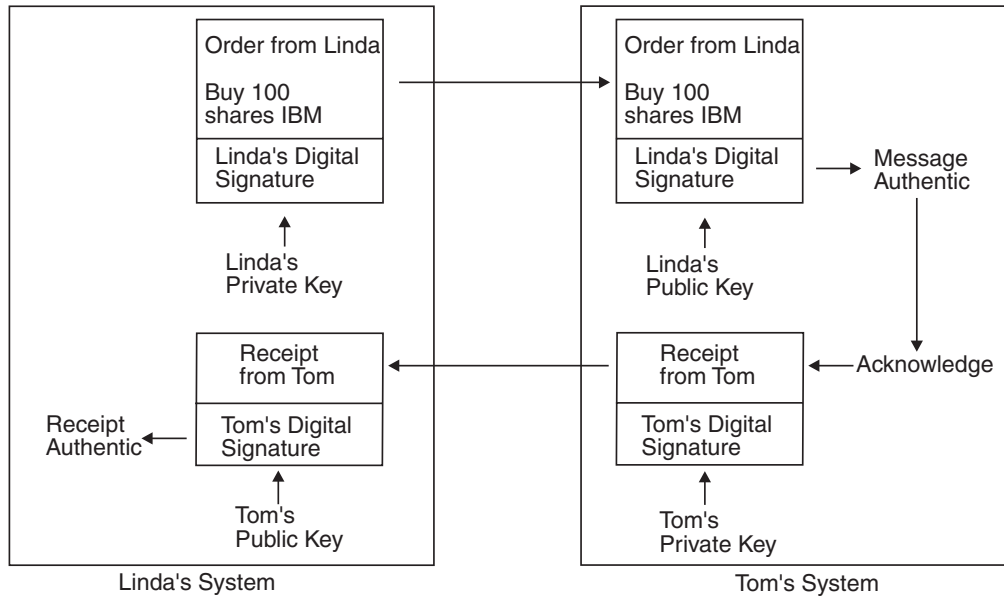 Order from Linda
Buy 100
shares IBM
Linda's Digital
Signature
Linda's
Private Key
Receipt
from Tom
Tom's Digital
Signature
Receipt
Authentic
Tom's
Public Key
Linda's System
Order from Linda
Buy 100
shares IBM
Linda's Digital
Signature
Message
Authentic
Linda's
Public Key
Receipt
from Tom
Acknowledge
Tom's Digital
Signature
Tom's
Private Key
Tom's System